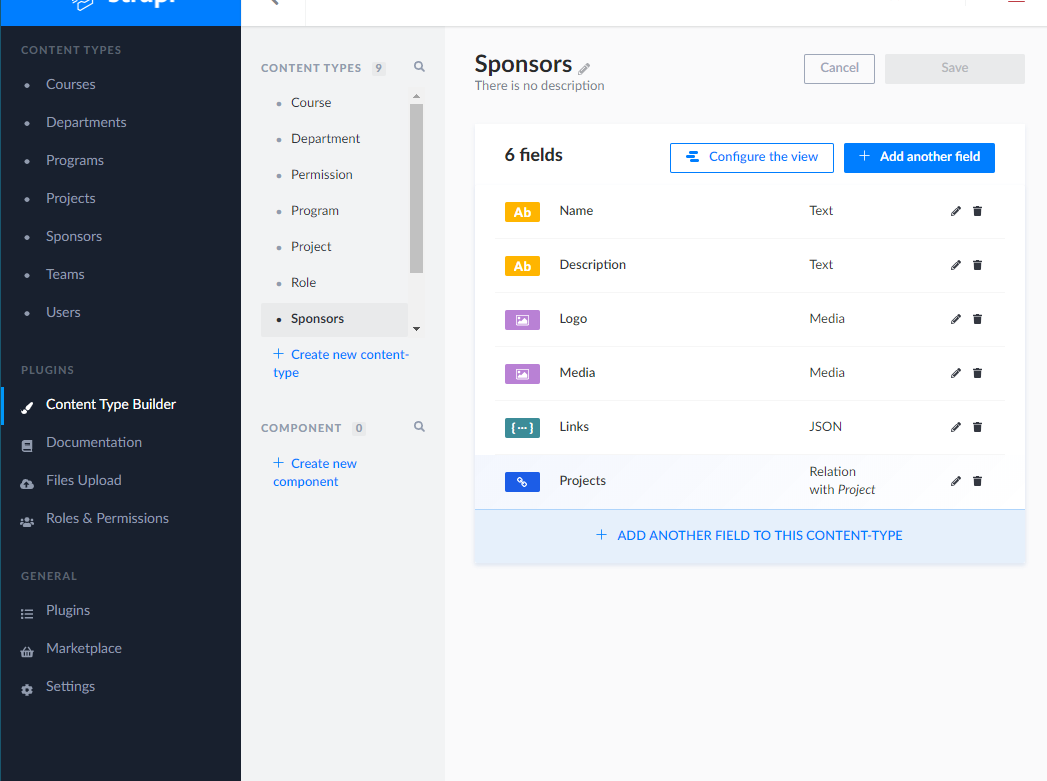 strapi
CONTENT TYPES
Courses
Departments
Programs
Projects
Sponsors
Teams
Users
PLUGINS
Content Type Builder
Documentation
Files Upload
Roles & Permissions
GENERAL
Plugins
Marketplace
Settings
CONTENT TYPES 9
Course
Department
Permission
Program
Project
Role
Sponsors
+ Create new content-
type
COMPONENT 0
+ Create new
component
Sponsors
There is no description
Cancel
Save
6 fields
Configure the view
+ Add another field
Ab Name Text
Ab Description Text
Logo Media
Media Media
{···} Links JSON
Projects Relation
with Project
+ ADD ANOTHER FIELD TO THIS CONTENT-TYPE